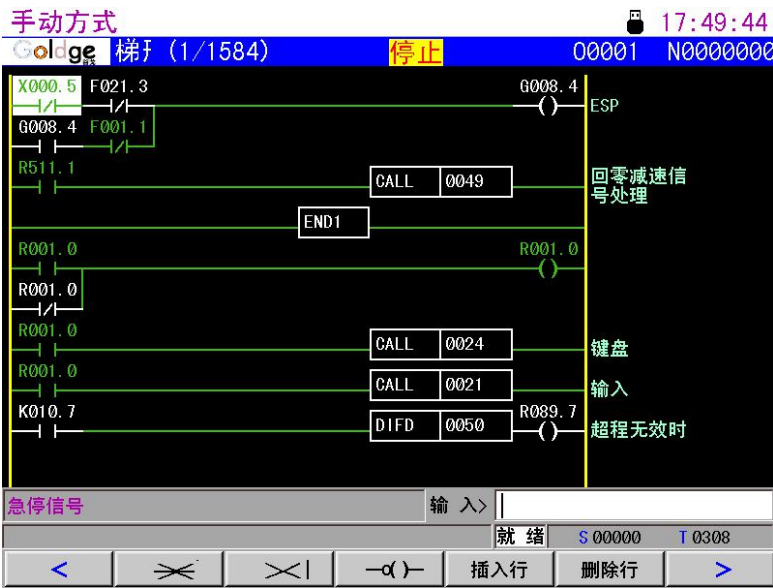 手动方式 17:49:44
Goldge 梯形 (1/1584) 停止 O0001 N0000000
X000.5 F021.3 G008.4
ESP
G008.4 F001.1
R511.1
CALL 0049 回零减速信
号处理
END1
R001.0 R001.0
R001.0
R001.0
CALL 0024 键盘
R001.0
CALL 0021 输入
K010.7 R089.7
DIFD 0050 超程无效时
急停信号 输 入>
就 绪 S 00000 T 0308
< 插入行 删除行 >